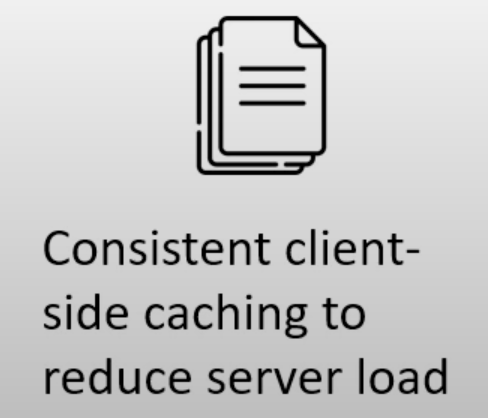 Consistent client-
side caching to
reduce server load